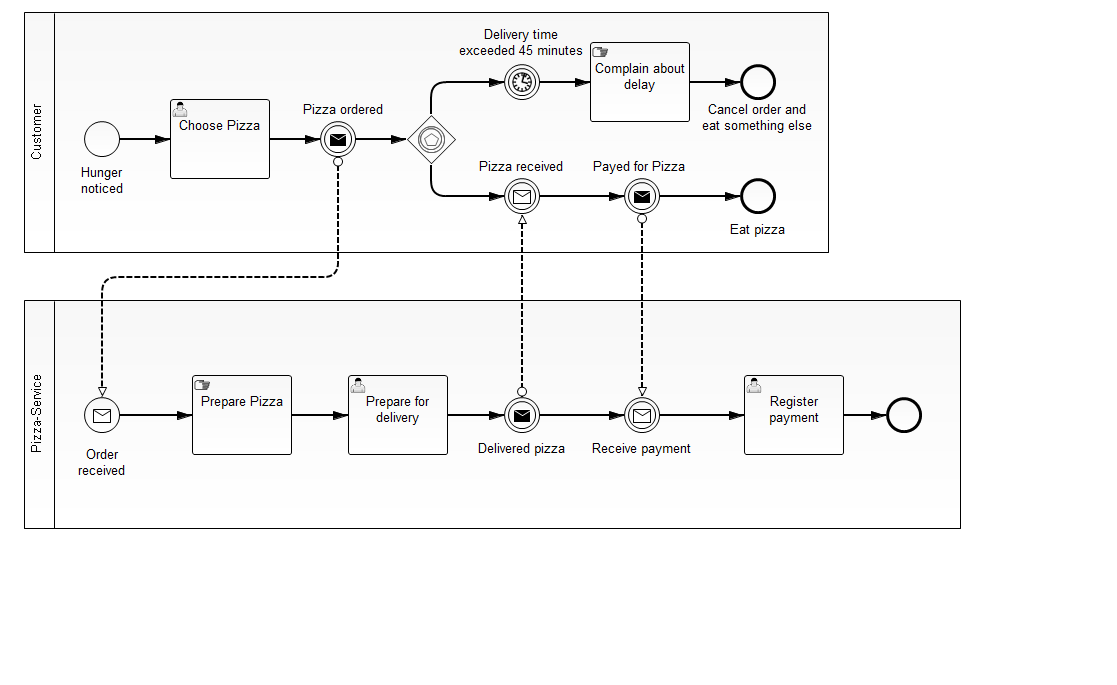 Customer
Delivery time
exceeded 45 minutes
Complain about
delay
Cancel order and
eat something else
Pizza ordered
Choose Pizza
Hunger
noticed
Pizza received
Payed for Pizza
Eat pizza
Pizza-Service
Order
received
Prepare Pizza
Prepare for
delivery
Delivered pizza
Receive payment
Register
payment